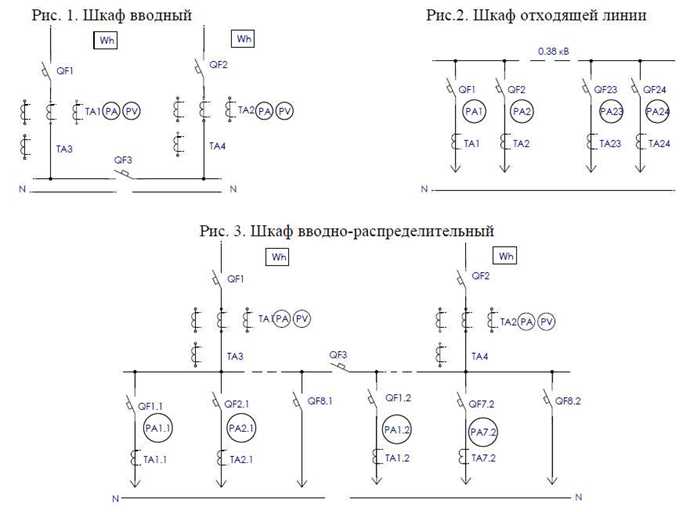 Рис. 1. Шкаф вводный
Wh
Wh
QF1
QF2
TA1 PA PV
TA2 PA PV
TA3
TA4
QF3
N
N
Рис.2. Шкаф отходящей линии
0.38 кВ
QF1 QF2 QF23 QF24
PA1 PA2 PA23 PA24
TA1 TA2 TA23 TA24
N
Рис. 3. Шкаф вводно-распределительный
Wh
Wh
QF1
QF2
TA1 PA PV
TA2 PA PV
TA3
QF3
TA4
QF1.1 QF2.1 QF8.1 QF1.2 QF7.2 QF8.2
PA1.1 PA2.1 PA1.2 PA7.2
TA1.1 TA2.1 TA1.2 TA7.2
N
N